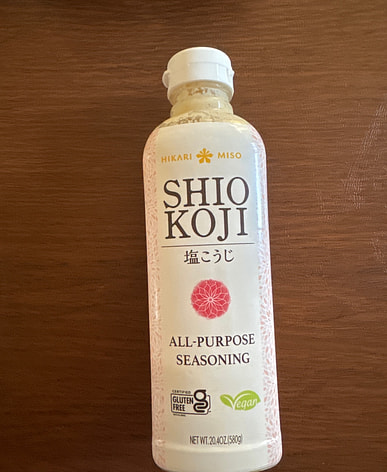 HIKARI MISO
SHIO
KOJI
塩こうじ
ALL-PURPOSE
SEASONING
CERTIFIED
GLUTEN
FREE
Vegan
NET WT.20.4OZ.(580g)